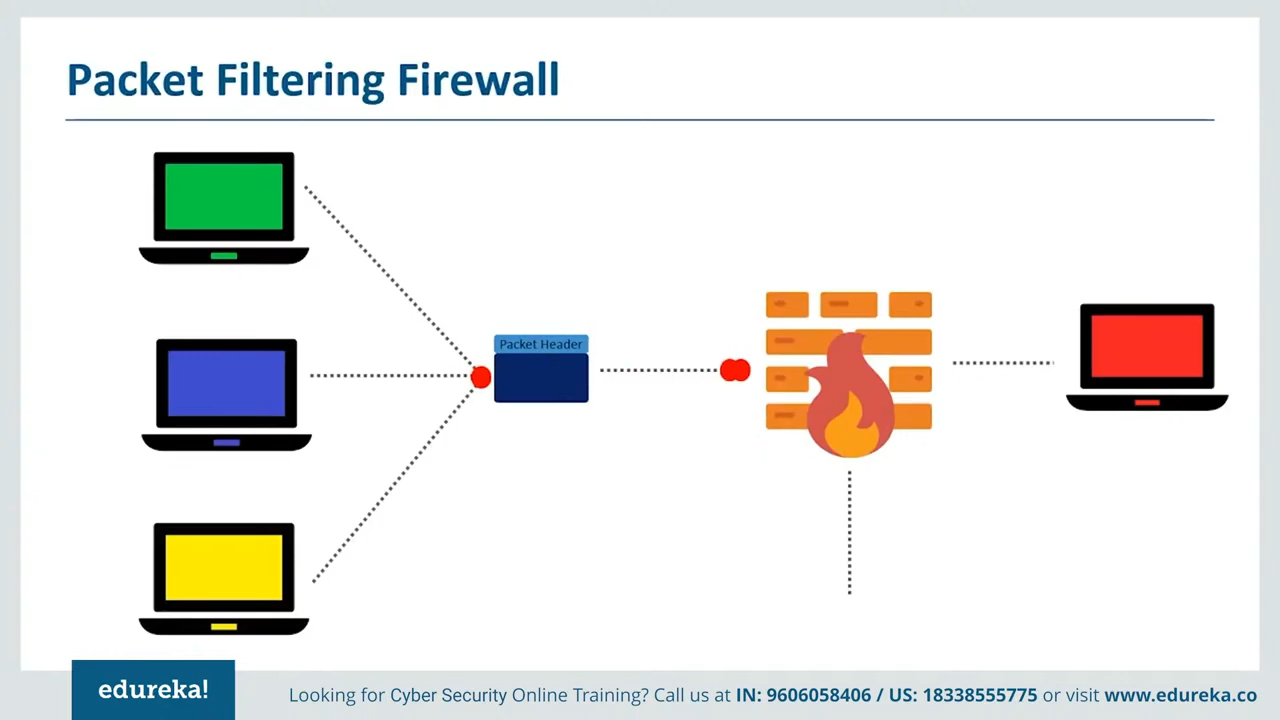 Packet Filtering Firewall
Packet Header
edureka!
Looking for Cyber Security Online Training? Call us at IN: 9606058406 / US: 18338555775 or visit www.edureka.co